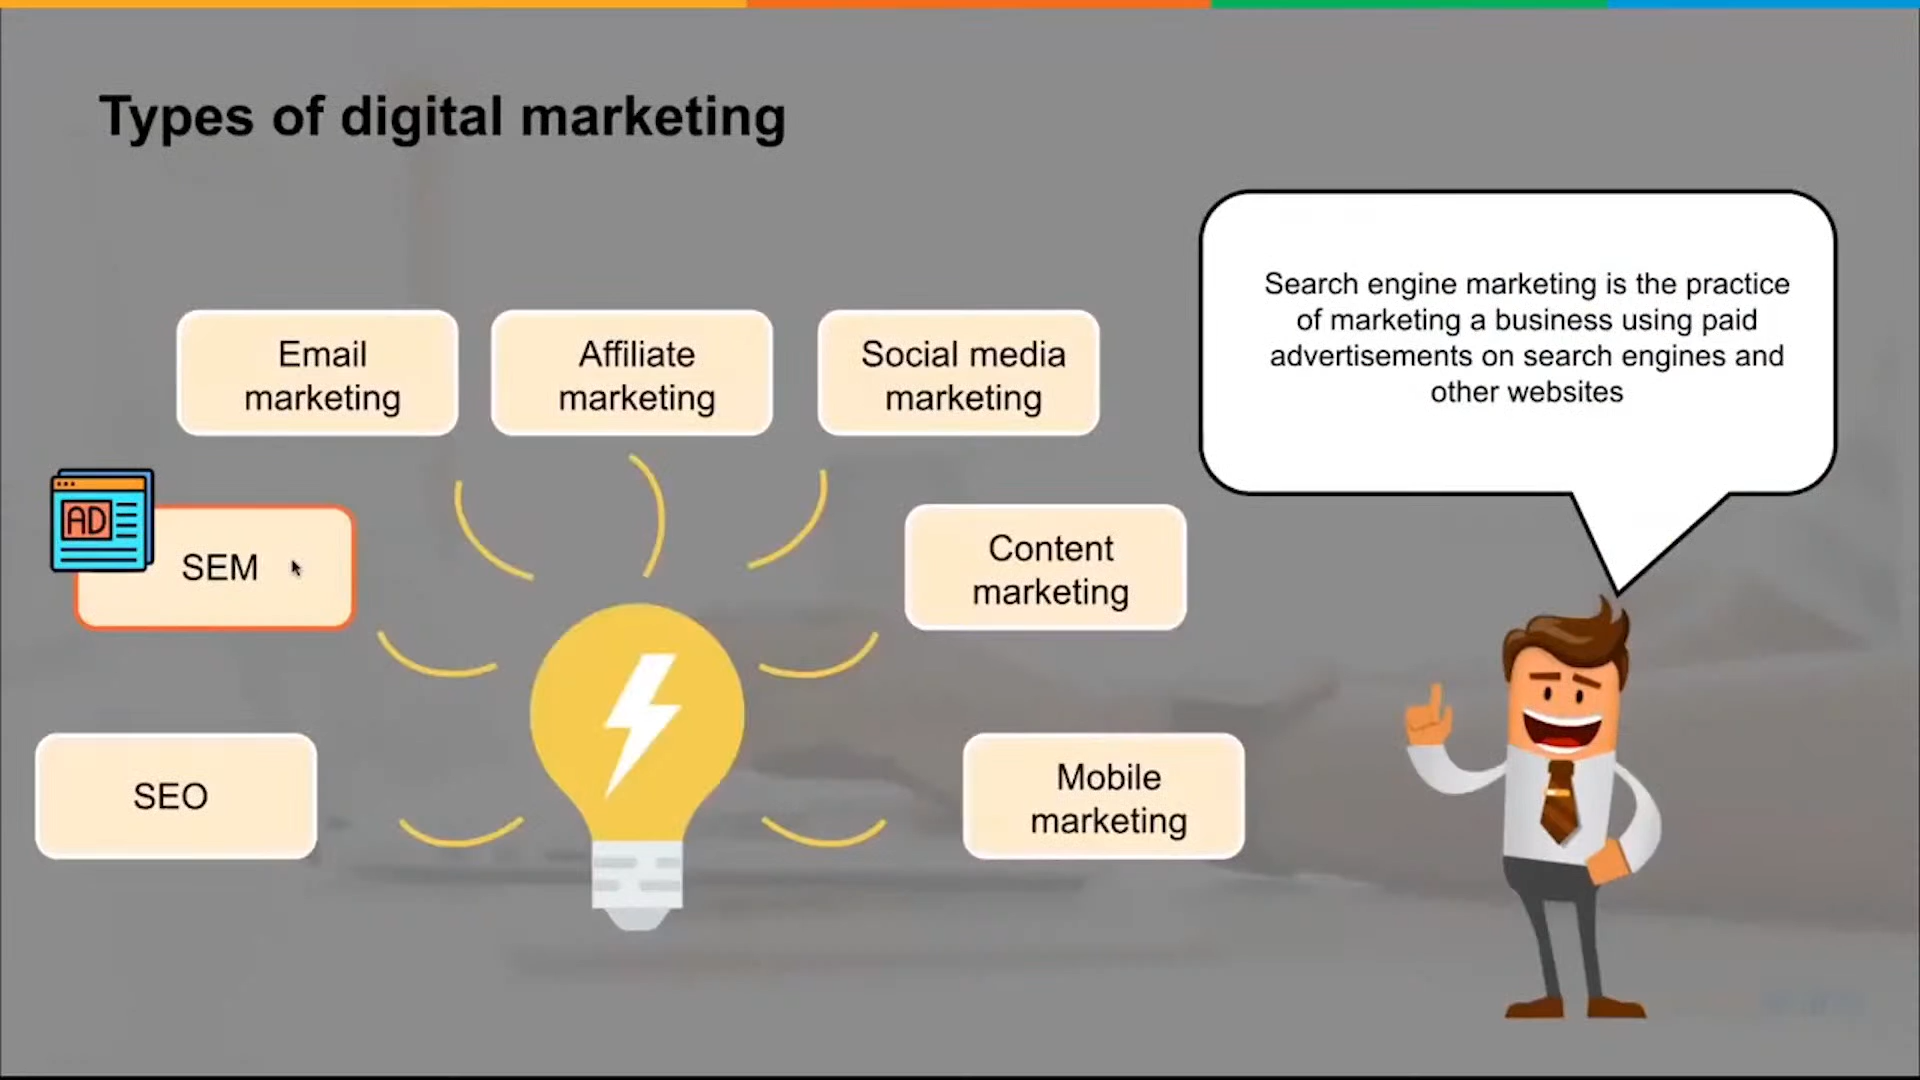 Types of digital marketing
Search engine marketing is the practice
of marketing a business using paid
advertisements on search engines and
other websites
Email
marketing
Affiliate
marketing
Social media
marketing
AD
SEM
Content
marketing
SEO
Mobile
marketing